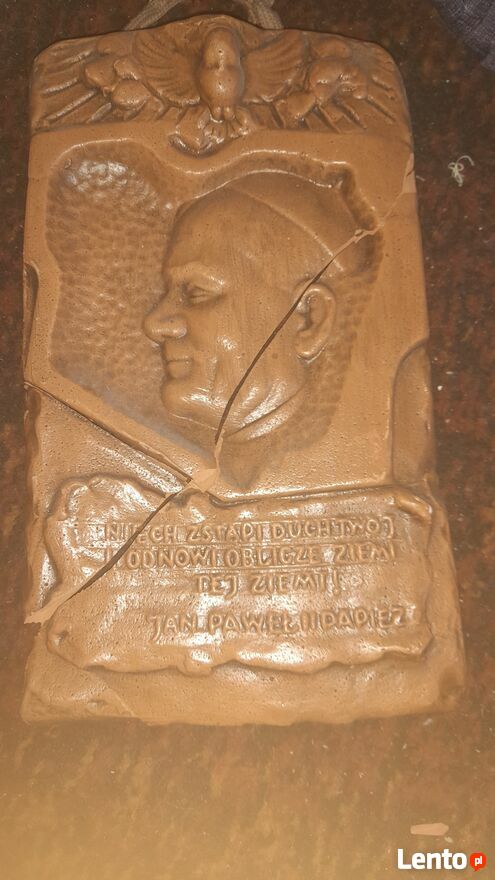 NIECH ZSTĄPI DUCH TWÓJ
I ODNOWI OBLICZE ZIEMI
TEJ ZIEMI!
JAN PAWEŁ II PAPIEŻ
Lento.pl